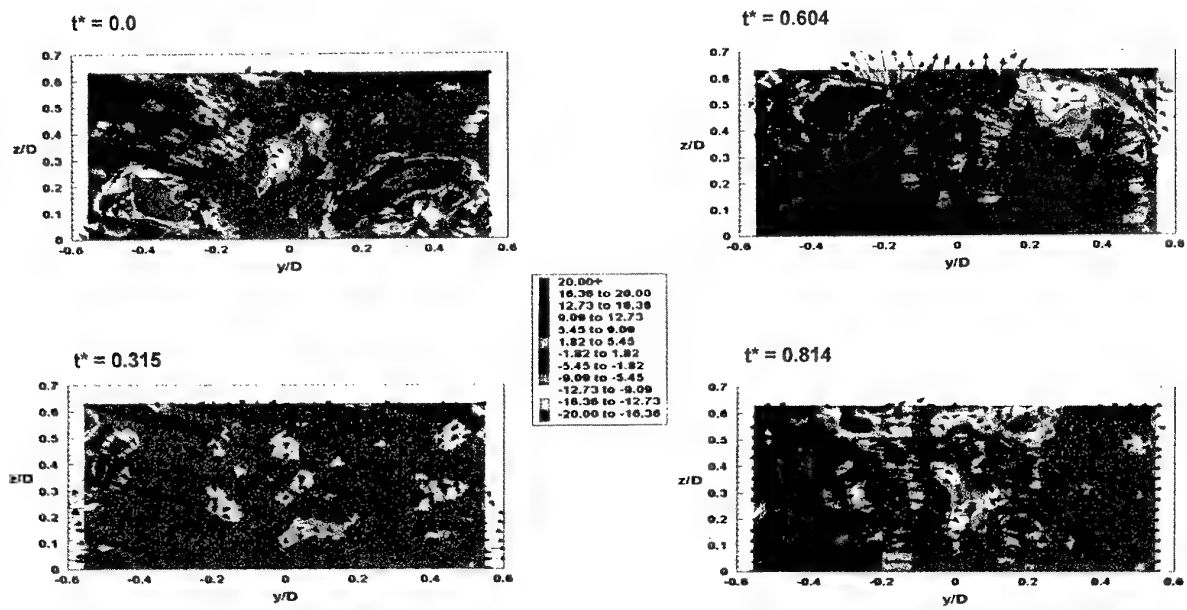 t* = 0.0
0.7
0.6
0.5
0.4
z/D
0.3
0.2
0.1
0
-0.6 -0.4 -0.2 0 0.2 0.4 0.6
y/D
t* = 0.604
0.7
0.6
0.5
0.4
z/D
0.3
0.2
0.1
0
-0.6 -0.4 -0.2 0 0.2 0.4 0.6
y/D
20.00+
16.36 to 20.00
12.73 to 16.36
9.09 to 12.73
5.45 to 9.09
1.82 to 5.45
-1.82 to 1.82
-5.45 to -1.82
-9.09 to -5.45
-12.73 to -9.09
-16.36 to -12.73
-20.00 to -16.36
t* = 0.315
0.7
0.6
0.5
0.4
z/D
0.3
0.2
0.1
0
-0.6 -0.4 -0.2 0 0.2 0.4 0.6
y/D
t* = 0.814
0.7
0.6
0.5
0.4
z/D
0.3
0.2
0.1
0
-0.6 -0.4 -0.2 0 0.2 0.4 0.6
y/D